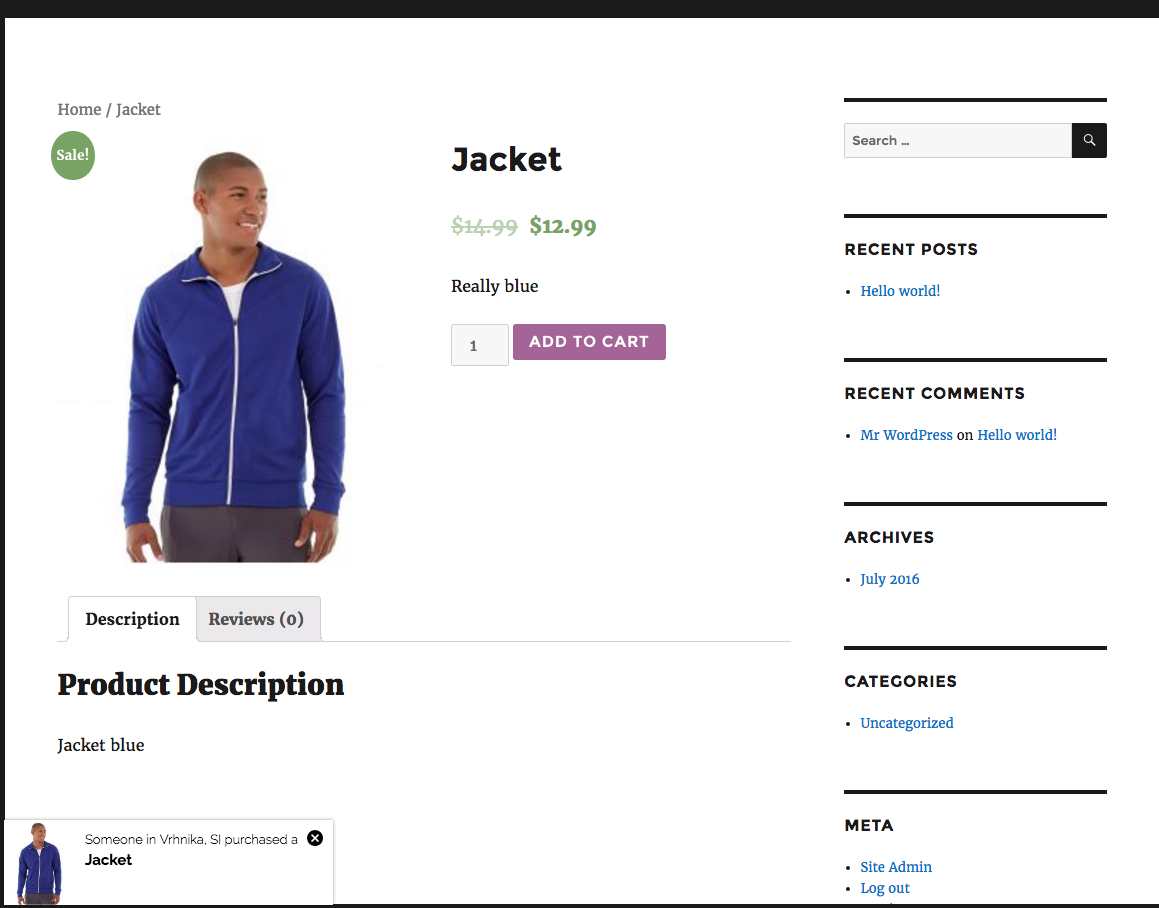 Home / Jacket
Sale!
Jacket
$14.99 $12.99
Really blue
1 ADD TO CART
Description Reviews (0)
Product Description
Jacket blue
Someone in Vrhnika, SI purchased a
Jacket
Search ...
RECENT POSTS
Hello world!
RECENT COMMENTS
Mr WordPress on Hello world!
ARCHIVES
July 2016
CATEGORIES
Uncategorized
META
Site Admin
Log out